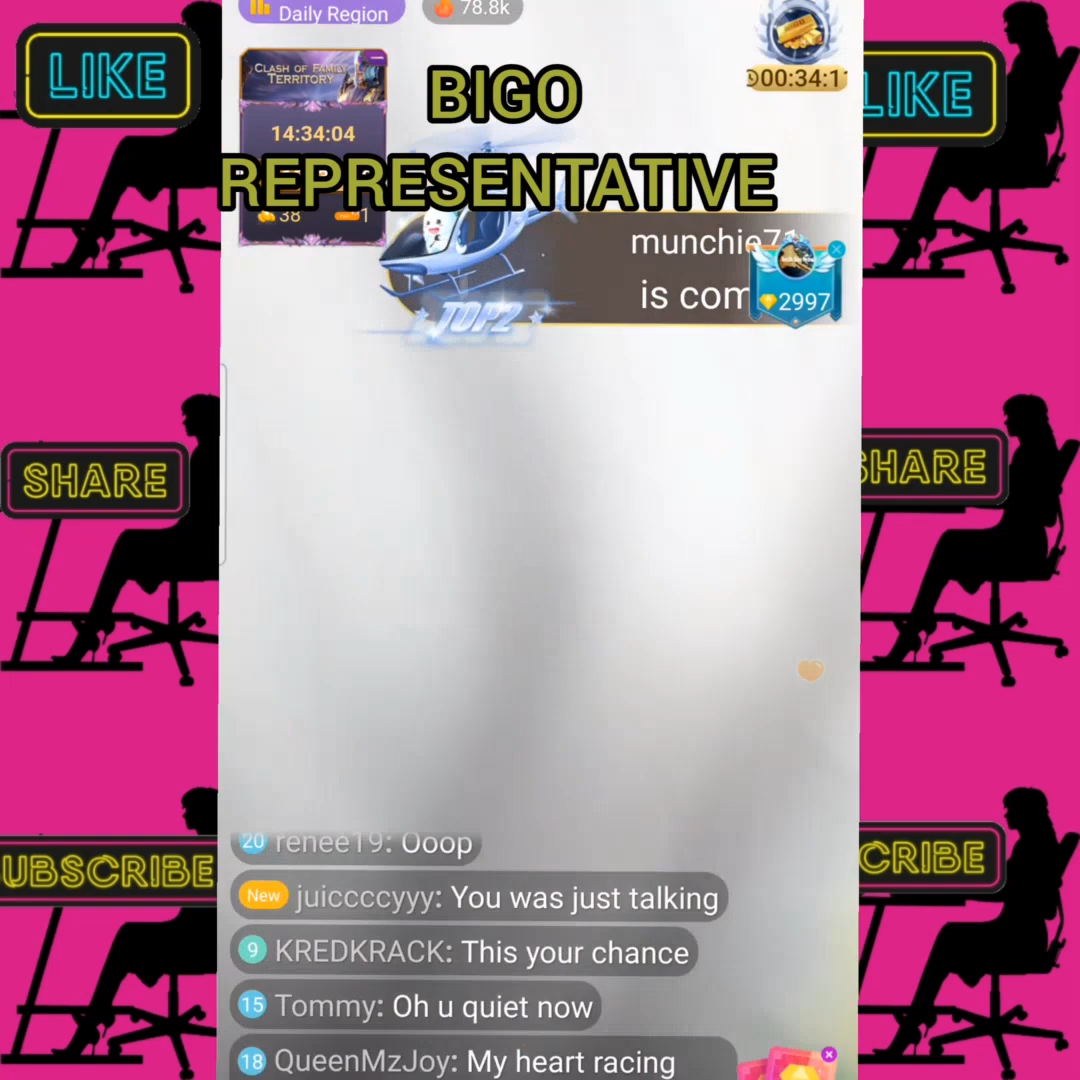 Daily Region
78.8k
LIKE
BIGO
REPRESENTATIVE
CLASH OF FAMILY
TERRITORY
14:34:04
38
1
00:34:1
LIKE
munchie71
is com
2997
TOP2
SHARE
SHARE
UBSCRIBE
CRIBE
20 renee19: Ooop
New juiccccyyy: You was just talking
9 KREDKRACK: This your chance
15 Tommy: Oh u quiet now
18 QueenMzJoy: My heart racing